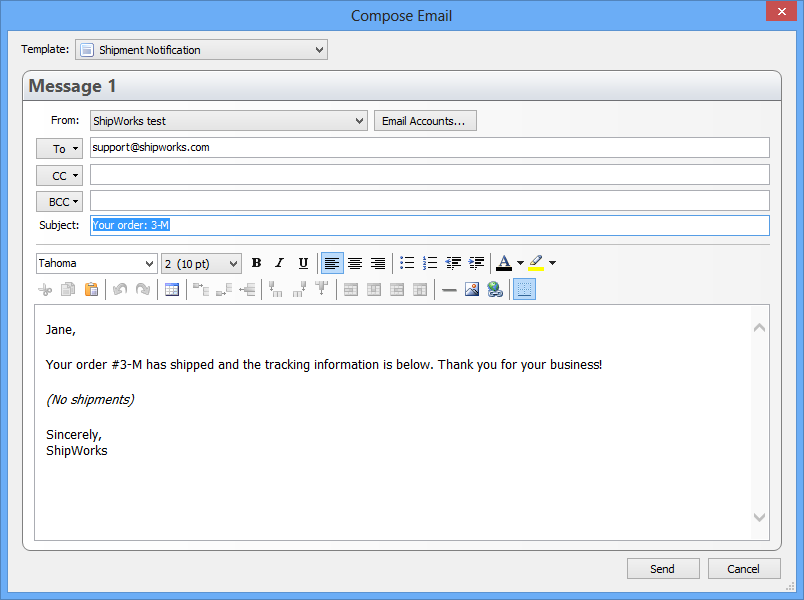 Compose Email
Template: Shipment Notification
Message 1
From: ShipWorks test Email Accounts...
To support@shipworks.com
CC
BCC
Subject: Your order: 3-M
Tahoma 2 (10 pt) B I U A
Jane,
Your order #3-M has shipped and the tracking information is below. Thank you for your business!
(No shipments)
Sincerely,
ShipWorks
Send Cancel